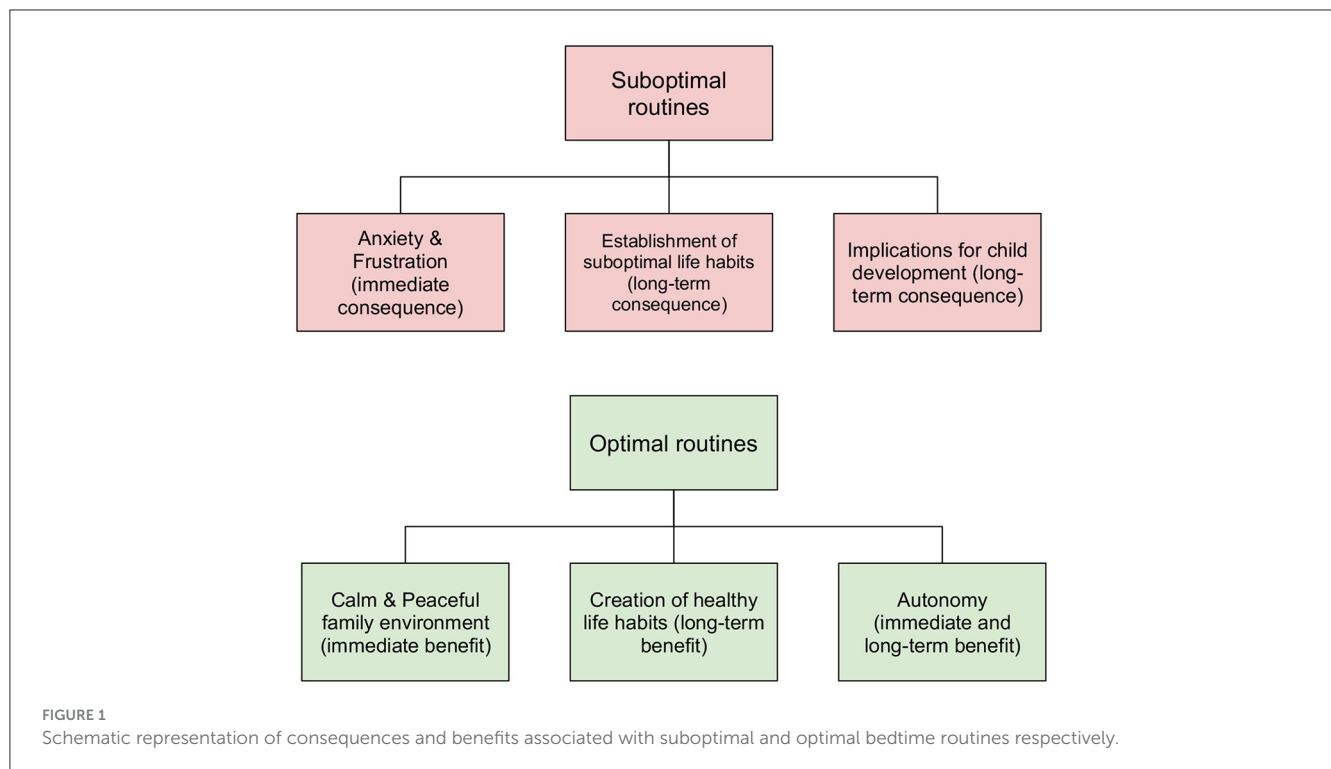 Suboptimal
routines
Anxiety &
Frustration
(immediate
consequence)
Establishment of
suboptimal life habits
(long-term
consequence)
Implications for child
development (long-
term consequence)
Optimal routines
Calm & Peaceful
family environment
(immediate benefit)
Creation of healthy
life habits (long-term
benefit)
Autonomy
(immediate and
long-term benefit)
FIGURE 1
Schematic representation of consequences and benefits associated with suboptimal and optimal bedtime routines respectively.